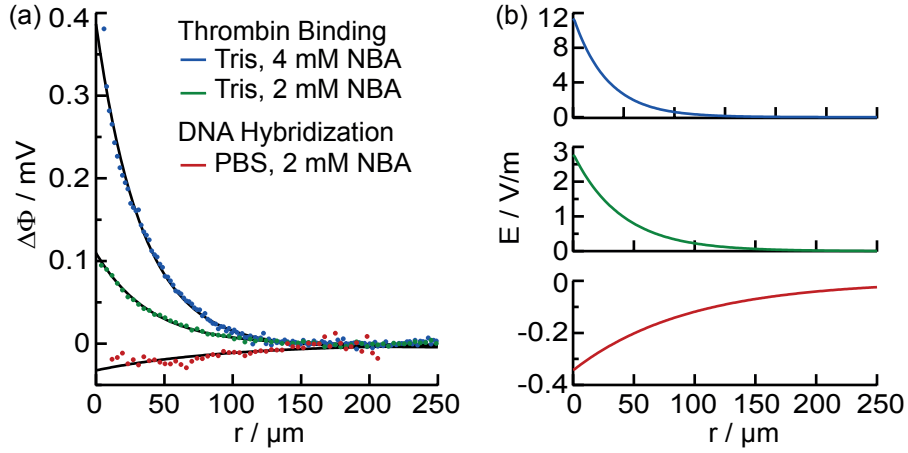 (a)
0.4
0.3
0.2
0.1
0
ΔΦ / mV
Thrombin Binding
Tris, 4 mM NBA
Tris, 2 mM NBA
DNA Hybridization
PBS, 2 mM NBA
0 50 100 150 200 250
r / µm
(b)
12
8
4
0
3
2
1
0
E / V/m
0
-0.2
-0.4
0 50 100 150 200 250
r / µm